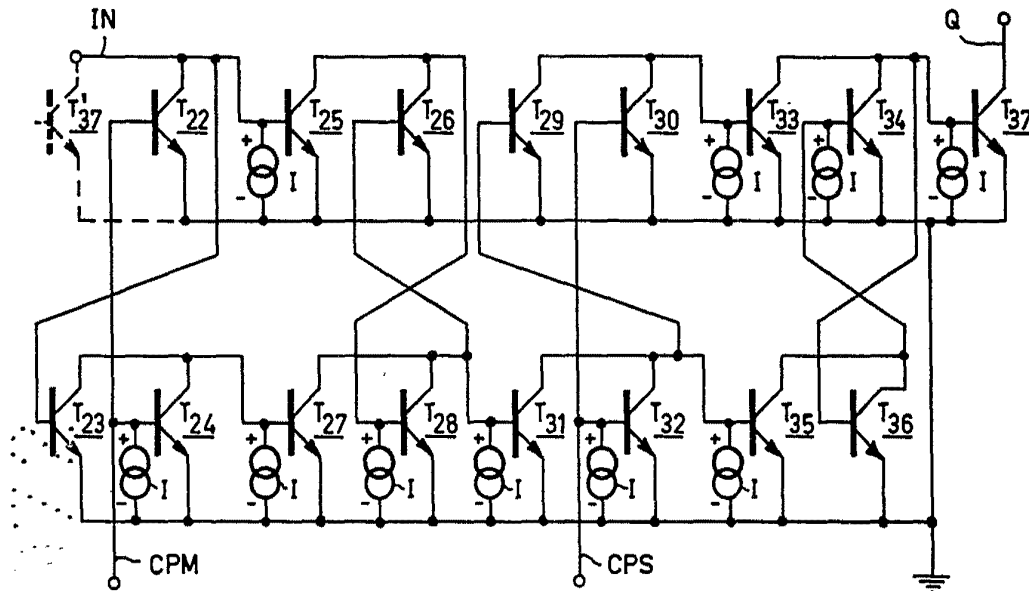 IN
Q
T'37
T22
T25
T26
T29
T30
T33
T34
T37
+
I
-
+
I
-
+
I
-
+
I
-
T23
T24
T27
T28
T31
T32
T35
T36
+
I
-
+
I
-
+
I
-
+
I
-
+
I
-
+
I
-
CPM
CPS